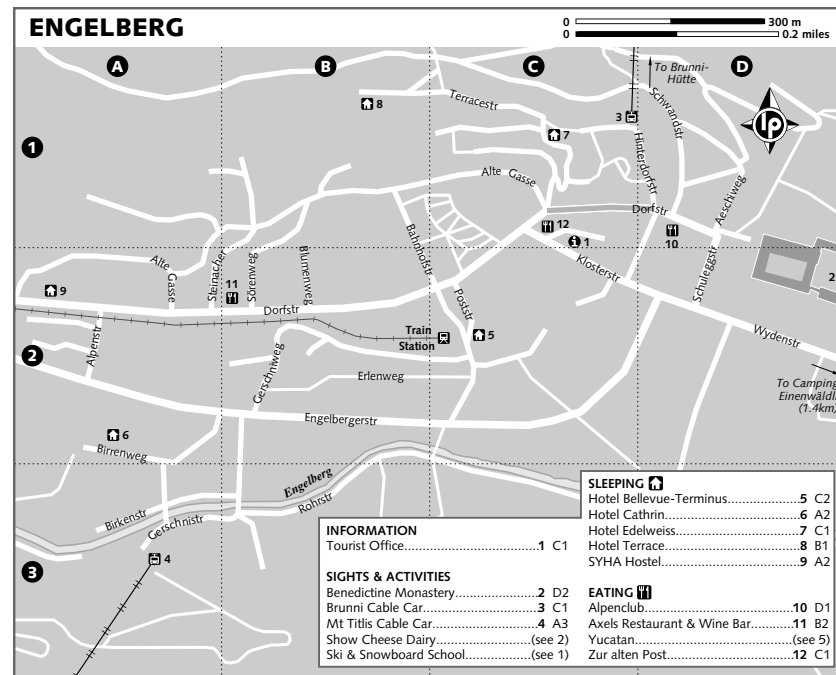 ENGELBERG
0 300 m
0 0.2 miles
A
B
C
D
To Brunni-
Hütte
8
Terracestr
3
Schwandstr
lp
7
Hinterdorfstr
1
Alte Gasse
Dorfstr
Aeschiweg
12
1
10
Bahnhofstr
Klosterstr
Schuleggstr
2
Alte
Gasse
Steinacher
Sörenweg
Blumenweg
9
11
Dorfstr
Poststr
Train
Station
5
Wydenstr
2
Alpenstr
Gerschniweg
Erlenweg
To Camping
Einenwäldli
(1.4km)
Engelbergerstr
6
Birrenweg
Engelberg
Rohrstr
Birkenstr
Gerschnistr
3
4
INFORMATION
Tourist Office...................................1 C1
SIGHTS & ACTIVITIES
Benedictine Monastery...................2 D2
Brunni Cable Car............................3 C1
Mt Titlis Cable Car..........................4 A3
Show Cheese Dairy...................(see 2)
Ski & Snowboard School............(see 1)
SLEEPING
Hotel Bellevue-Terminus.................5 C2
Hotel Cathrin..................................6 A2
Hotel Edelweiss...............................7 C1
Hotel Terrace..................................8 B1
SYHA Hostel...................................9 A2
EATING
Alpenclub.....................................10 D1
Axels Restaurant & Wine Bar........11 B2
Yucatan.....................................(see 5)
Zur alten Post...............................12 C1